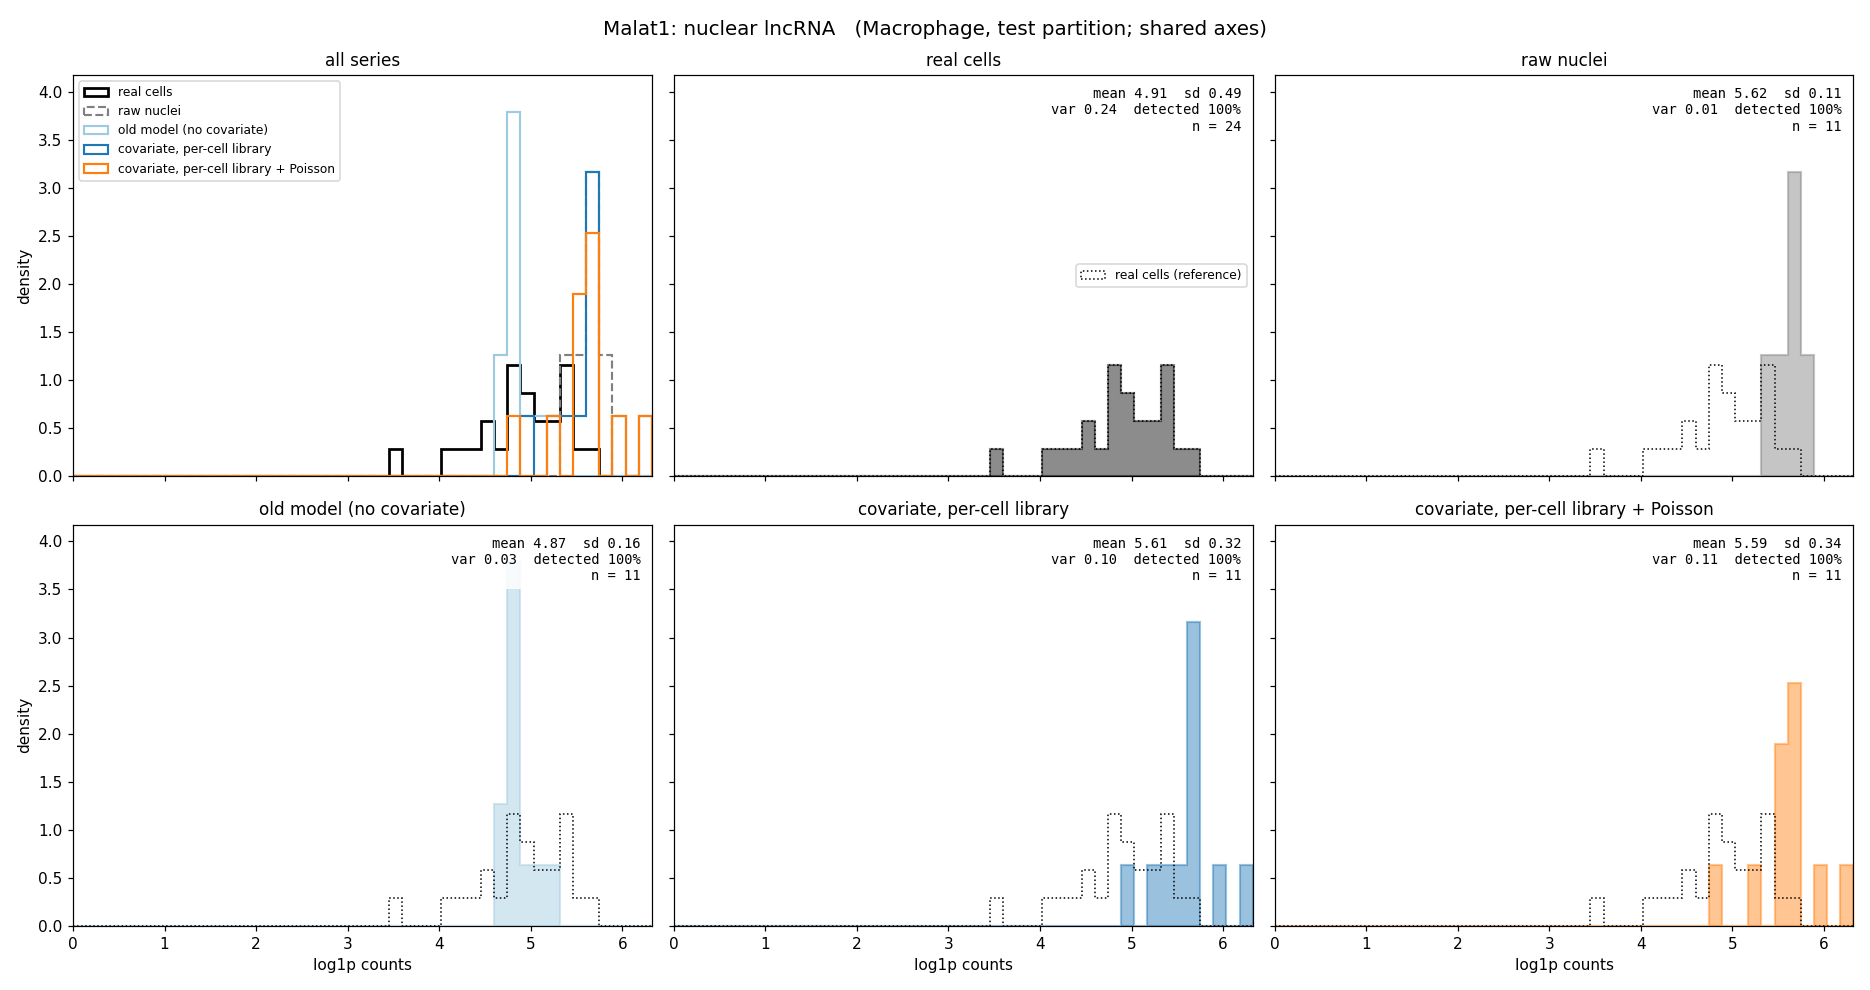 Malat1: nuclear lncRNA   (Macrophage, test partition; shared axes)
all series
real cells
raw nuclei
4.0
3.5
3.0
2.5
2.0
1.5
1.0
0.5
0.0
density
real cells
raw nuclei
old model (no covariate)
covariate, per-cell library
covariate, per-cell library + Poisson
mean 4.91  sd 0.49
var 0.24  detected 100%
n = 24
real cells (reference)
mean 5.62  sd 0.11
var 0.01  detected 100%
n = 11
old model (no covariate)
covariate, per-cell library
covariate, per-cell library + Poisson
4.0
3.5
3.0
2.5
2.0
1.5
1.0
0.5
0.0
density
mean 4.87  sd 0.16
var 0.03  detected 100%
n = 11
mean 5.61  sd 0.32
var 0.10  detected 100%
n = 11
mean 5.59  sd 0.34
var 0.11  detected 100%
n = 11
0 1 2 3 4 5 6
0 1 2 3 4 5 6
0 1 2 3 4 5 6
log1p counts
log1p counts
log1p counts